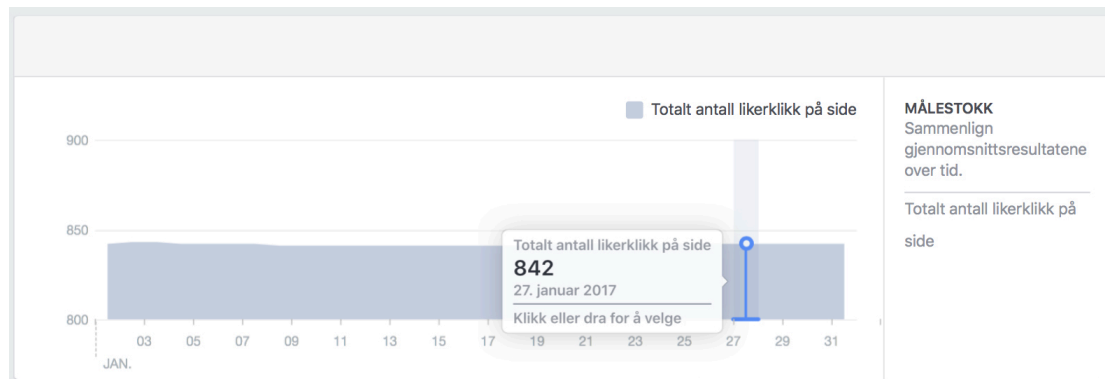 Totalt antall likerklikk på side
MÅLESTOKK
Sammenlign
gjennomsnittsresultatene
over tid.
Totalt antall likerklikk på
side
900
850
800
Totalt antall likerklikk på side
842
27. januar 2017
Klikk eller dra for å velge
03 05 07 09 11 13 15 17 19 21 23 25 27 29 31
JAN.